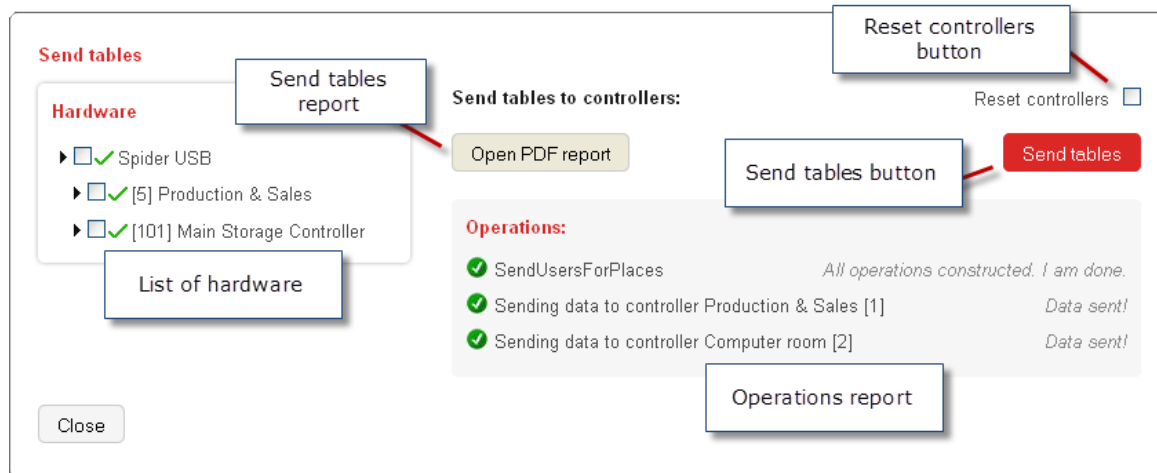 Reset controllers
button
Send tables
Send tables
report
Send tables to controllers:
Reset controllers
Hardware
Open PDF report
Send tables
Send tables button
Spider USB
[5] Production & Sales
[101] Main Storage Controller
List of hardware
Operations:
SendUsersForPlaces All operations constructed. I am done.
Sending data to controller Production & Sales [1] Data sent!
Sending data to controller Computer room [2] Data sent!
Operations report
Close